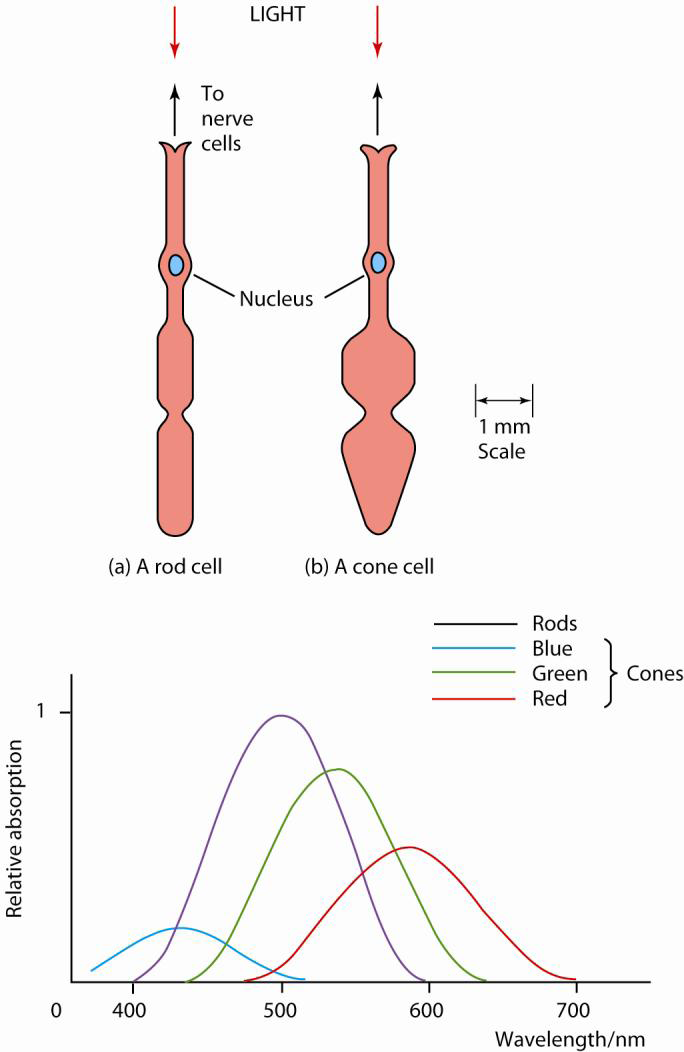 LIGHT
To
nerve
cells
Nucleus
1 mm
Scale
(a) A rod cell
(b) A cone cell
Rods
Blue
Green
Red
Cones
1
Relative absorption
0
400
500
600
700
Wavelength/nm